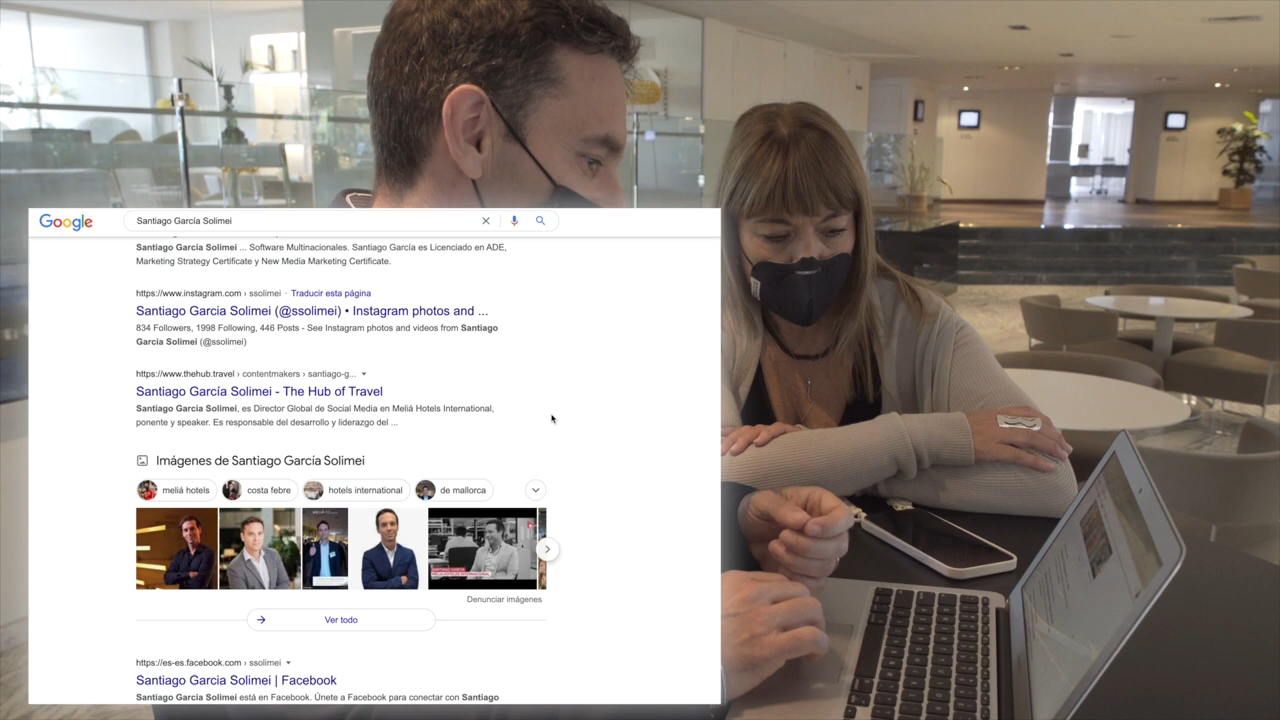 Google
Santiago García Solimei
Santiago García Solimei ... Software Multinacionales. Santiago García es Licenciado en ADE,
Marketing Strategy Certificate y New Media Marketing Certificate.
https://www.instagram.com › ssolimei · Traducir esta página
Santiago Garcia Solimei (@ssolimei) • Instagram photos and ...
834 Followers, 1998 Following, 446 Posts - See Instagram photos and videos from Santiago
Garcia Solimei (@ssolimei)
https://www.thehub.travel › contentmakers › santiago-g...
Santiago García Solimei - The Hub of Travel
Santiago Garcia Solimei, es Director Global de Social Media en Meliá Hotels International,
ponente y speaker. Es responsable del desarrollo y liderazgo del ...
Imágenes de Santiago García Solimei
meliá hotels
costa febre
hotels international
de mallorca
Denunciar imágenes
Ver todo
https://es-es.facebook.com › ssolimei
Santiago Garcia Solimei | Facebook
Santiago Garcia Solimei está en Facebook. Únete a Facebook para conectar con Santiago